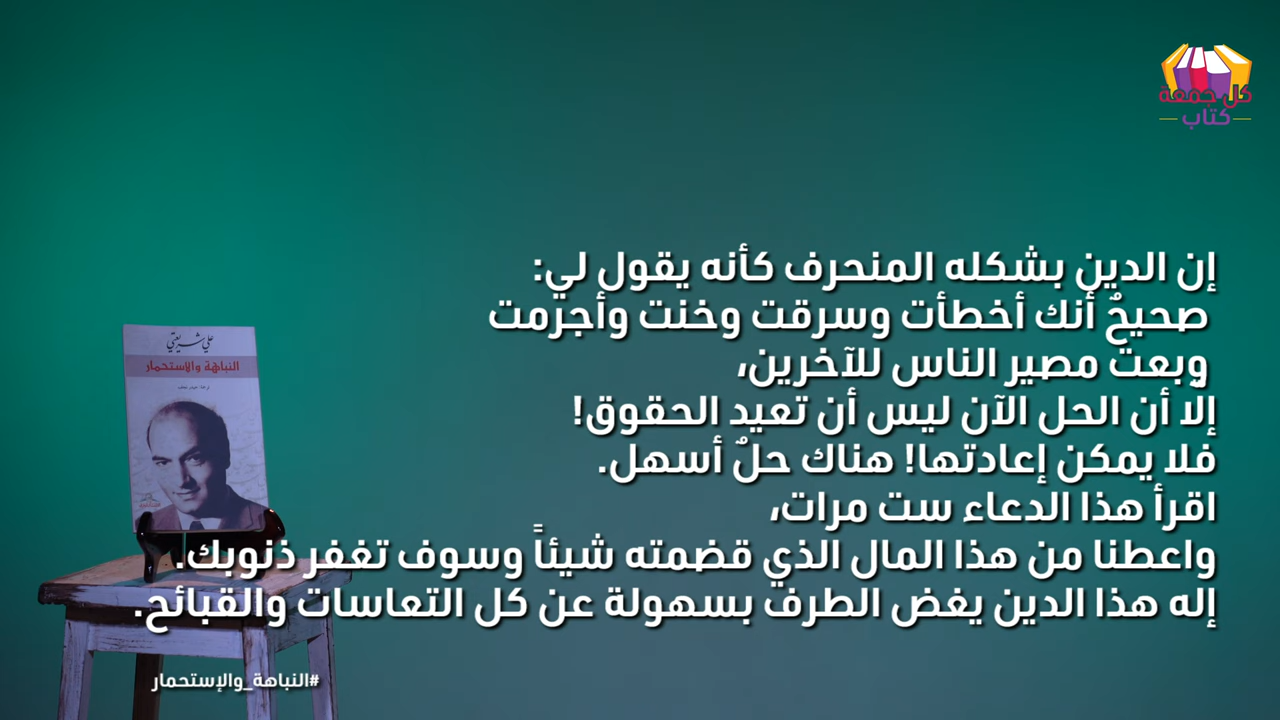 كل جمعة
كتاب
إن الدين بشكله المنحرف كأنه يقول لي:
صحيحٌ أنك أخطأت وسرقت وخنت وأجرمت
وبعت مصير الناس للآخرين،
إلّا أن الحل الآن ليس أن تعيد الحقوق!
فلا يمكن إعادتها! هناك حلٌ أسهل.
اقرأ هذا الدعاء ست مرات،
واعطنا من هذا المال الذي قضمته شيئاً وسوف تغفر ذنوبك.
إله هذا الدين يغض الطرف بسهولة عن كل التعاسات والقبائح.
علي شريعتي
النباهة والاستحمار
#النباهة_والإستحمار